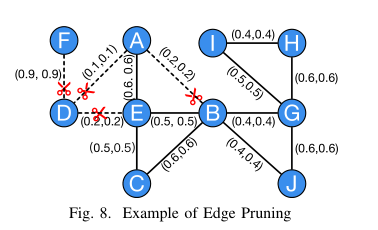 F
A
I
H
(0.4,0.4)
(0.9, 0.9)
(0.1,0.1)
(0.6, 0.6)
(0.2,0.2)
(0.5,0.5)
(0.6,0.6)
D
E
B
G
(0.2,0.2)
(0.5, 0.5)
(0.4,0.4)
(0.5,0.5)
(0.6,0.6)
(0.4,0.4)
(0.6,0.6)
C
J
Fig. 8. Example of Edge Pruning